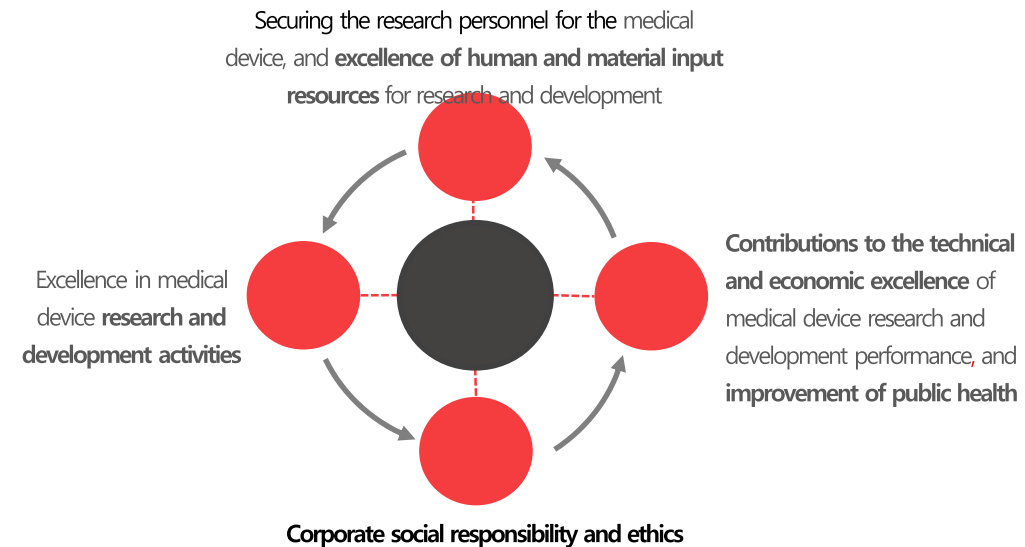 Securing the research personnel for the medical
device, and excellence of human and material input
resources for research and development
Excellence in medical
device research and
development activities
Contributions to the technical
and economic excellence of
medical device research and
development performance, and
improvement of public health
Corporate social responsibility and ethics